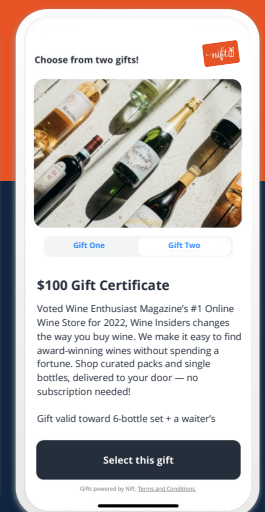 Choose from two gifts!
nift
Gift One
Gift Two
$100 Gift Certificate
Voted Wine Enthusiast Magazine's #1 Online
Wine Store for 2022, Wine Insiders changes
the way you buy wine. We make it easy to find
award-winning wines without spending a
fortune. Shop curated packs and single
bottles, delivered to your door — no
subscription needed!
Gift valid toward 6-bottle set + a waiter's
Select this gift
Gifts powered by Nift. Terms and Conditions.